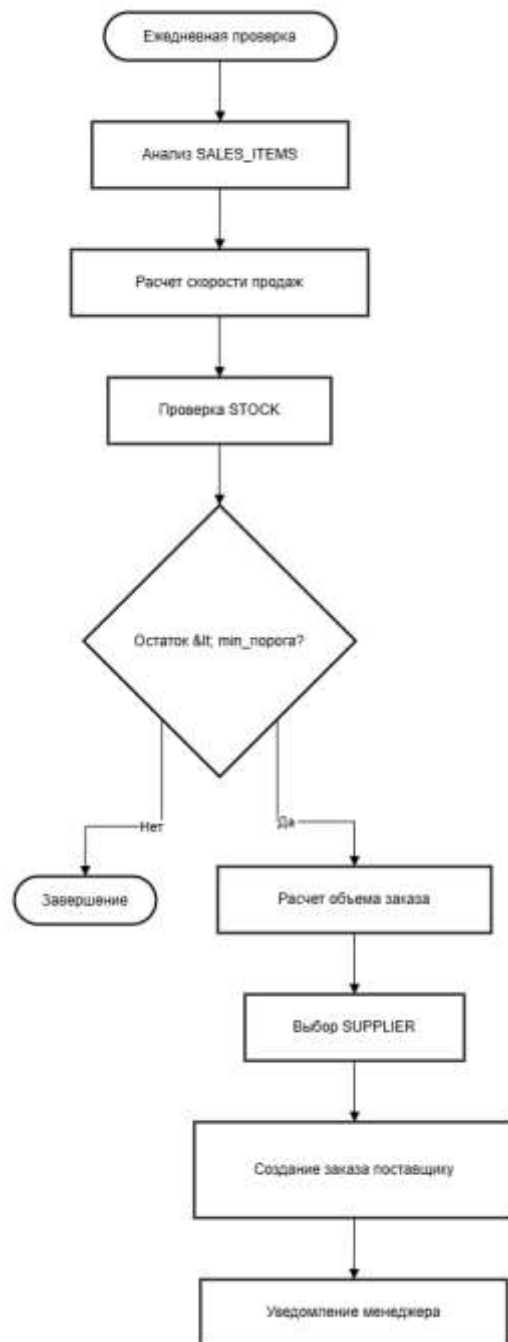 Ежедневная проверка
Анализ SALES_ITEMS
Расчет скорости продаж
Проверка STOCK
Остаток &lt; min_порога?
Нет
Да
Завершение
Расчет объема заказа
Выбор SUPPLIER
Создание заказа поставщику
Уведомление менеджера